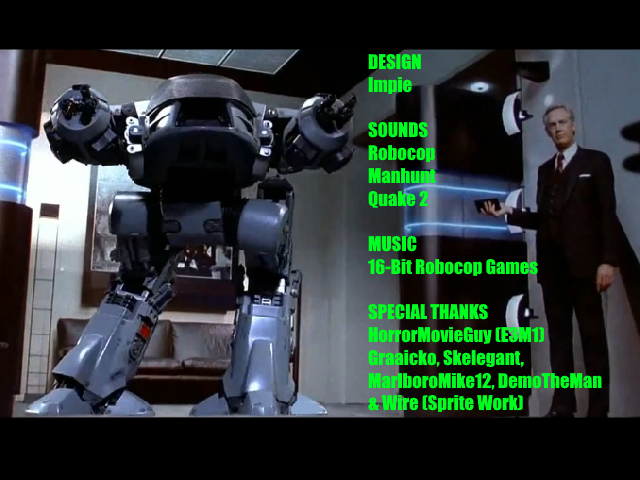 DESIGN
Impie
SOUNDS
Robocop
Manhunt
Quake 2
MUSIC
16-Bit Robocop Games
SPECIAL THANKS
HorrorMovieGuy (E3M1)
Graaicko, Skelegant,
MarlboroMike12, DemoTheMan
& Wire (Sprite Work)